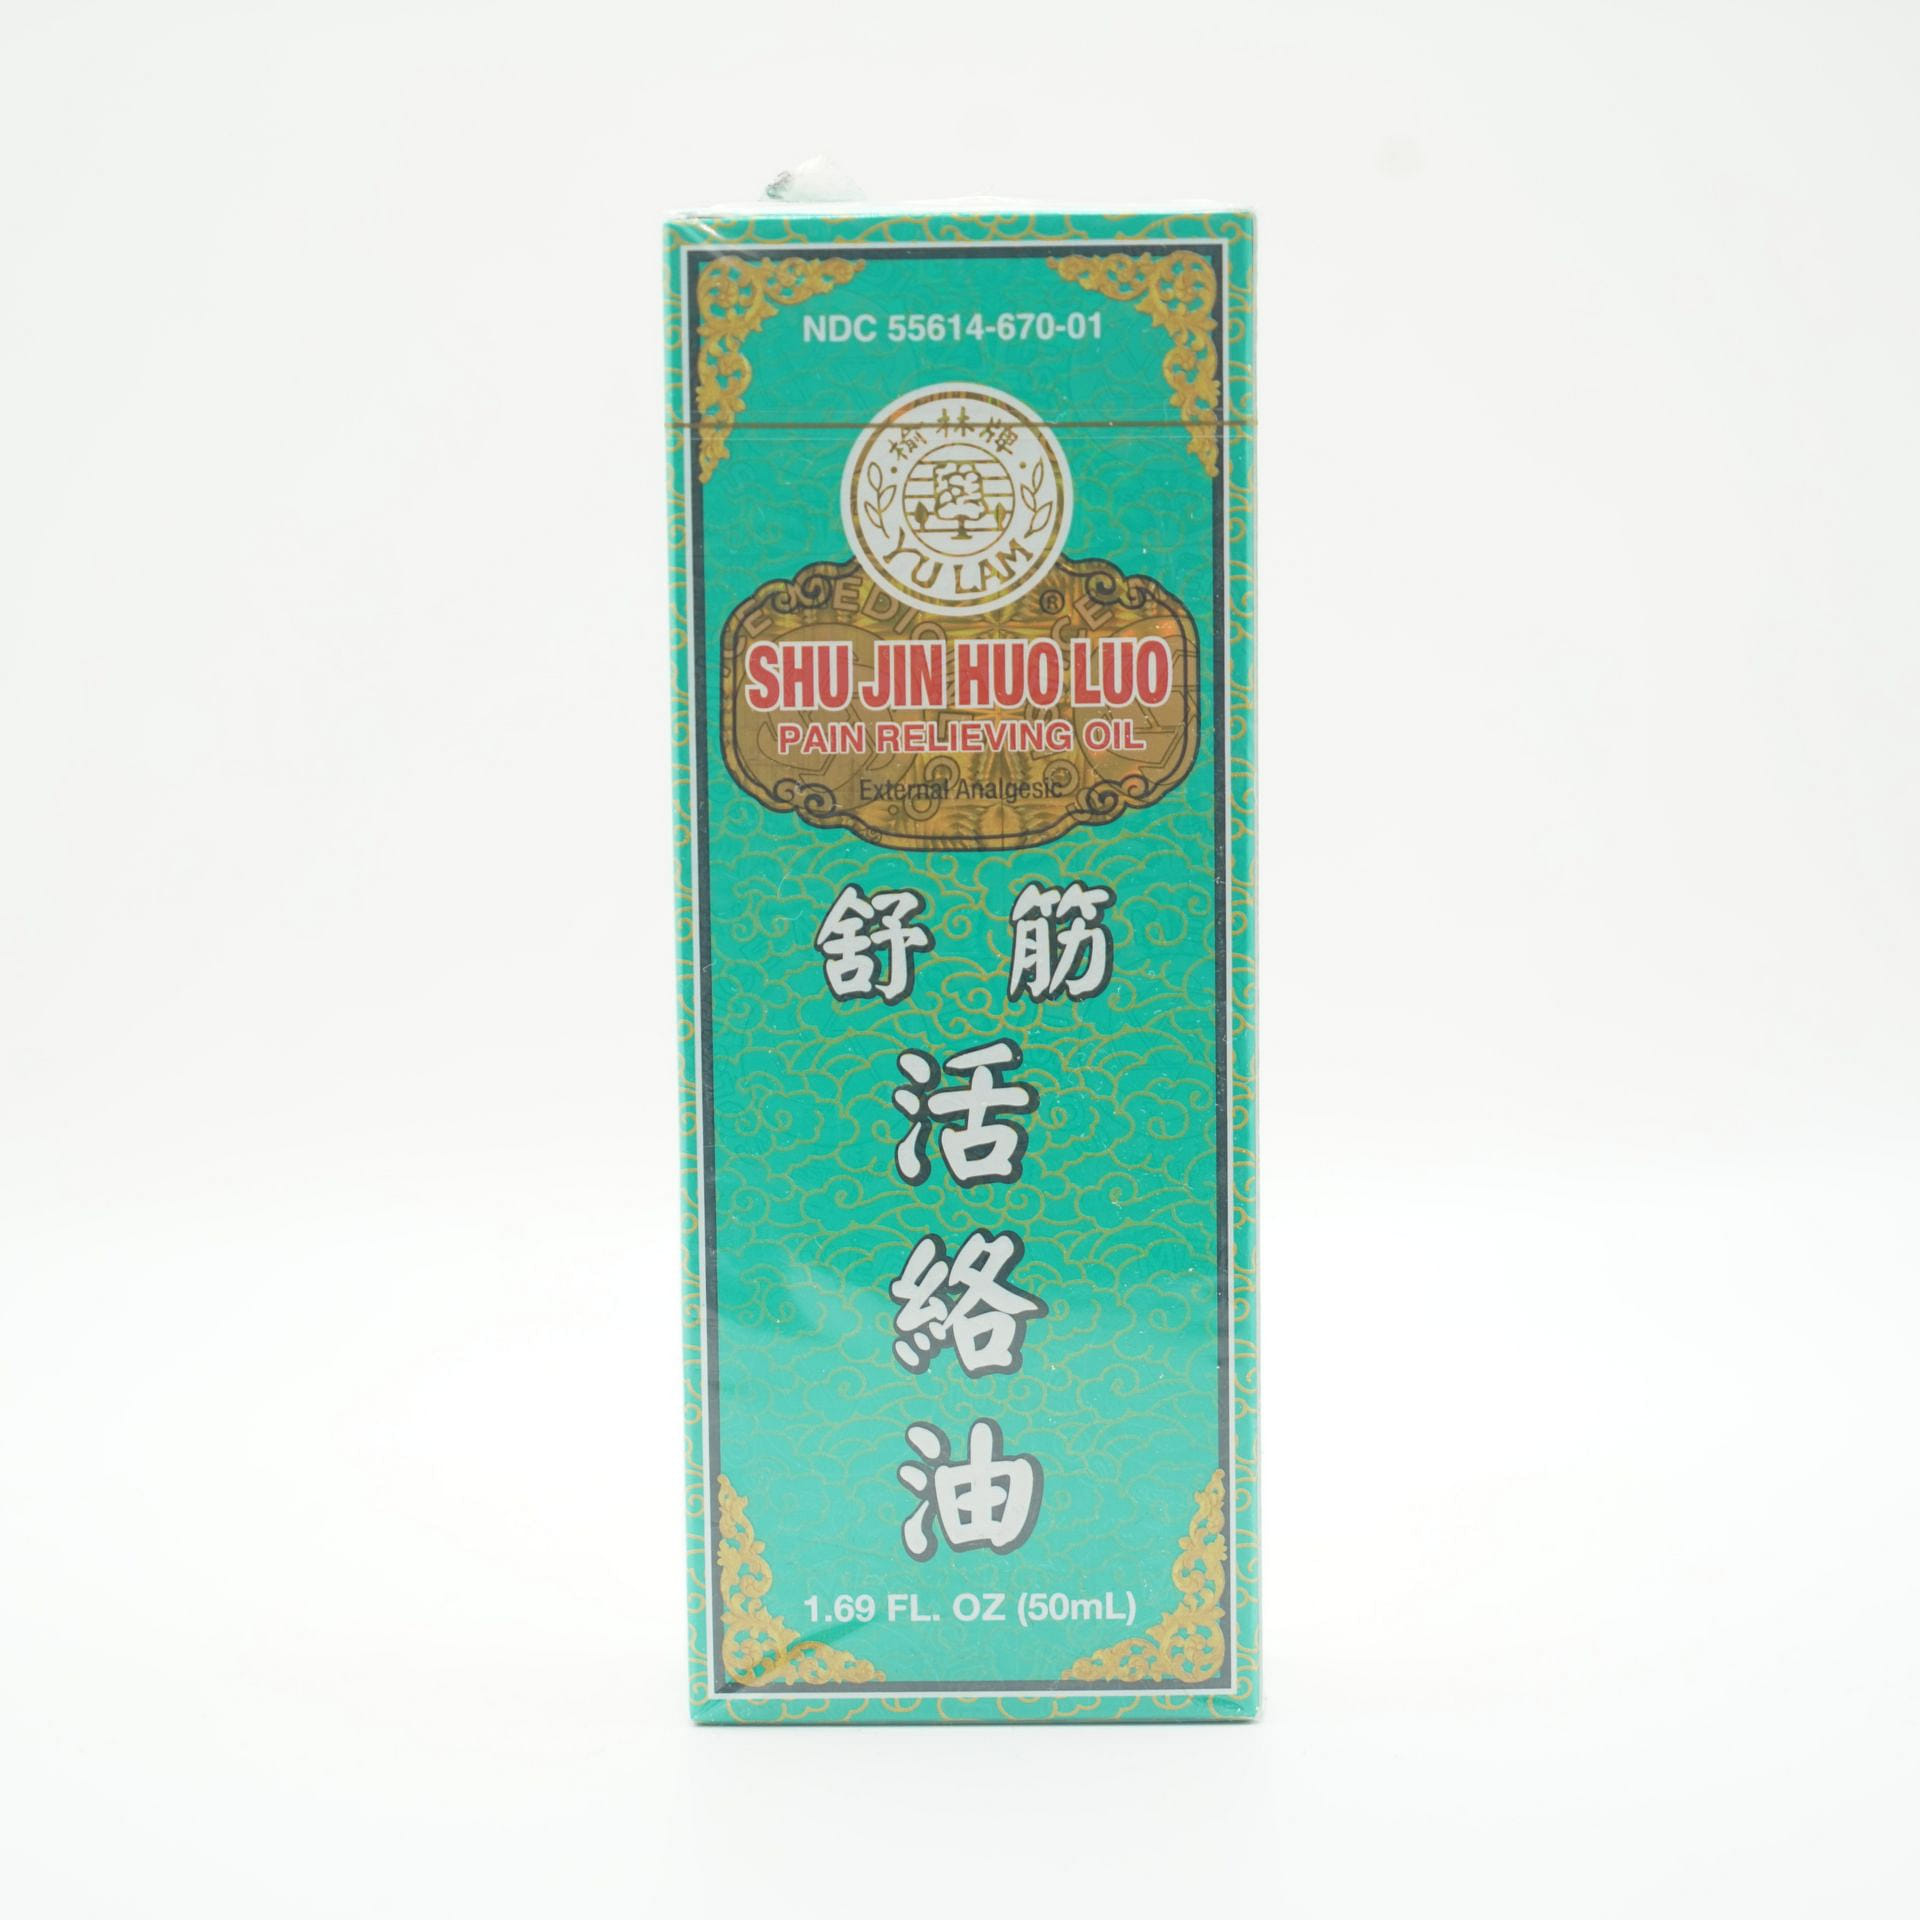 NDC 55614-670-01
榆林牌
YU LAM
®
SHU JIN HUO LUO
PAIN RELIEVING OIL
External Analgesic
舒 筋
活
絡
油
1.69 FL. OZ (50mL)